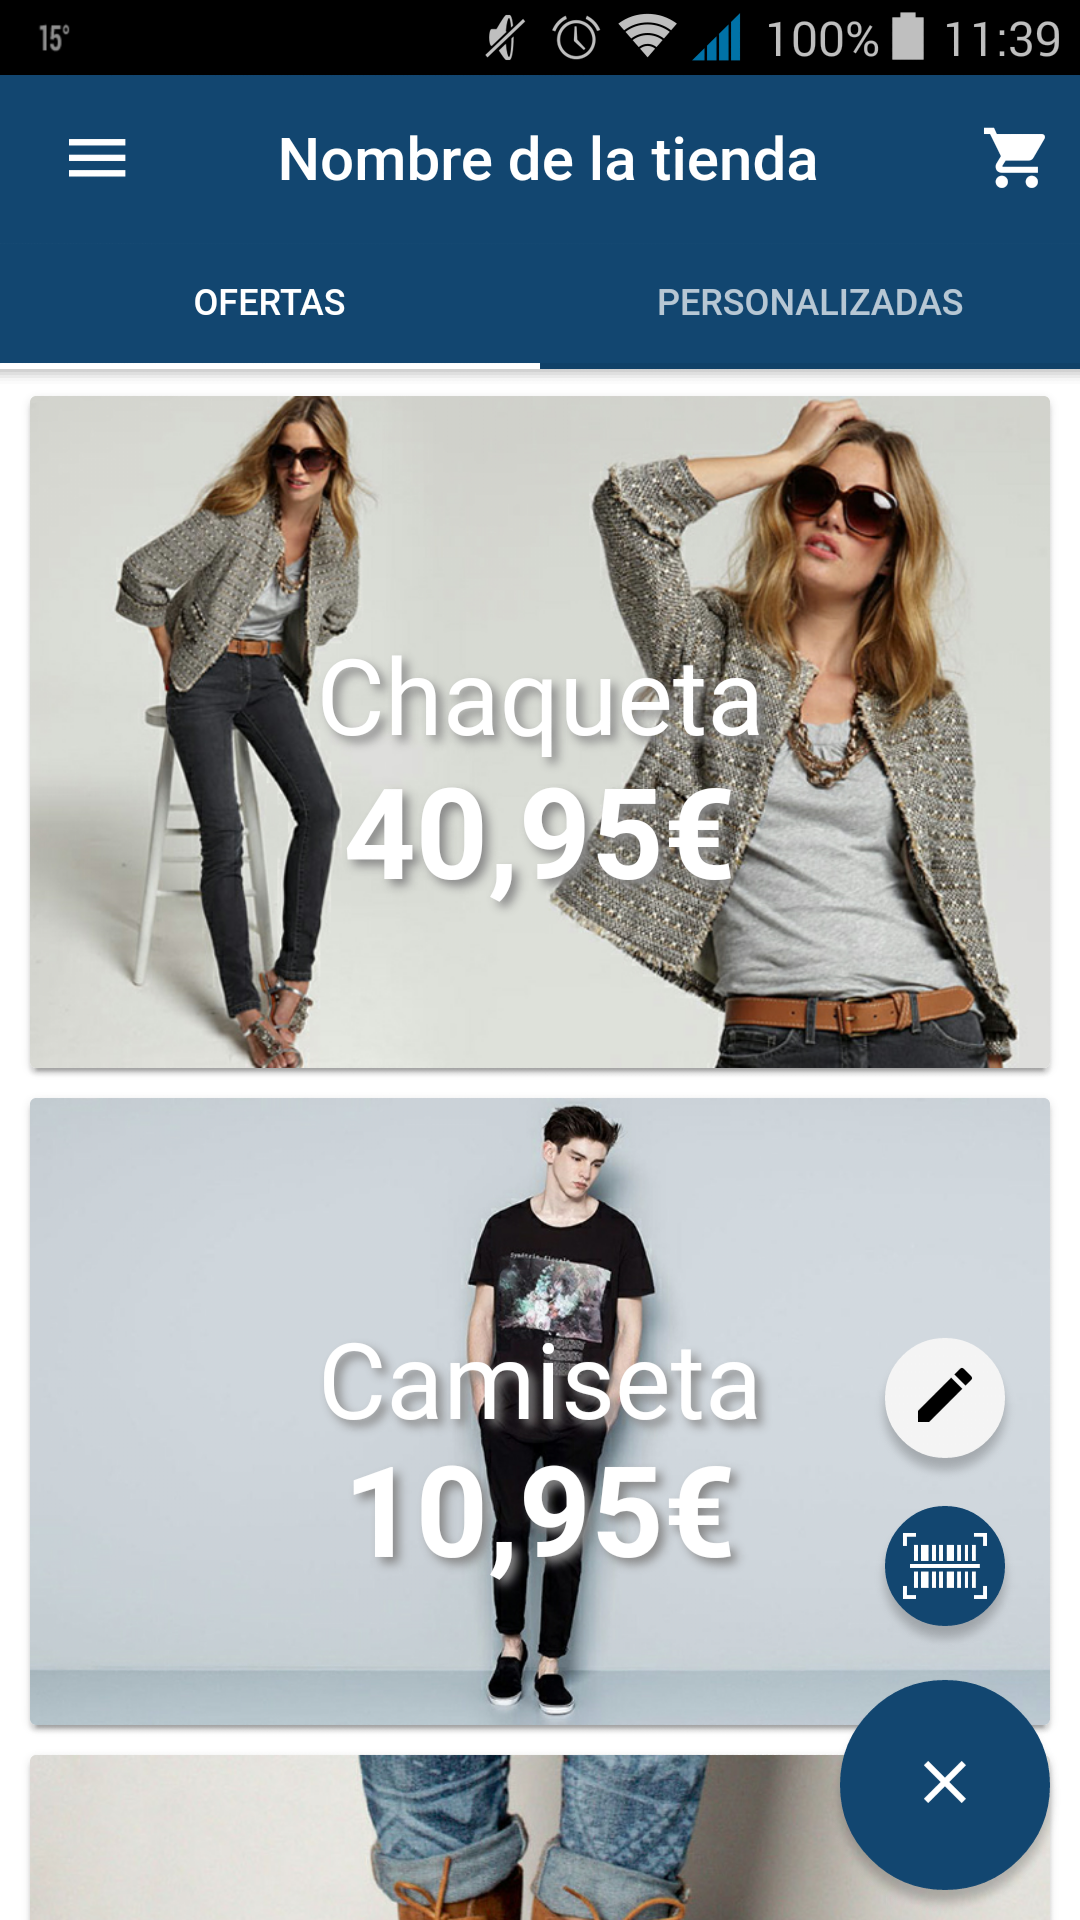 15°
100% 11:39
Nombre de la tienda
OFERTAS
PERSONALIZADAS
Chaqueta
40,95€
Camiseta
10,95€